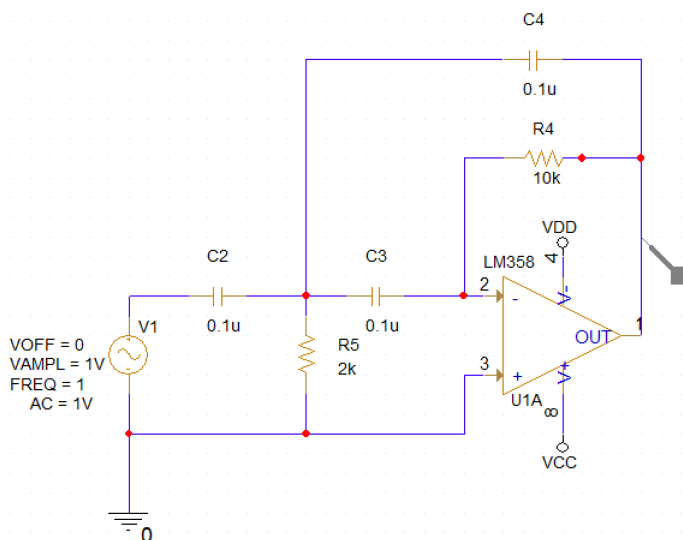 C4
0.1u
R4
10k
VDD
LM358
4
V-
C2
C3
2
-
0.1u
0.1u
V1
R5
2k
OUT
1
3
+
V+
U1A
8
VOFF = 0
VAMPL = 1V
FREQ = 1
AC = 1V
VCC
0